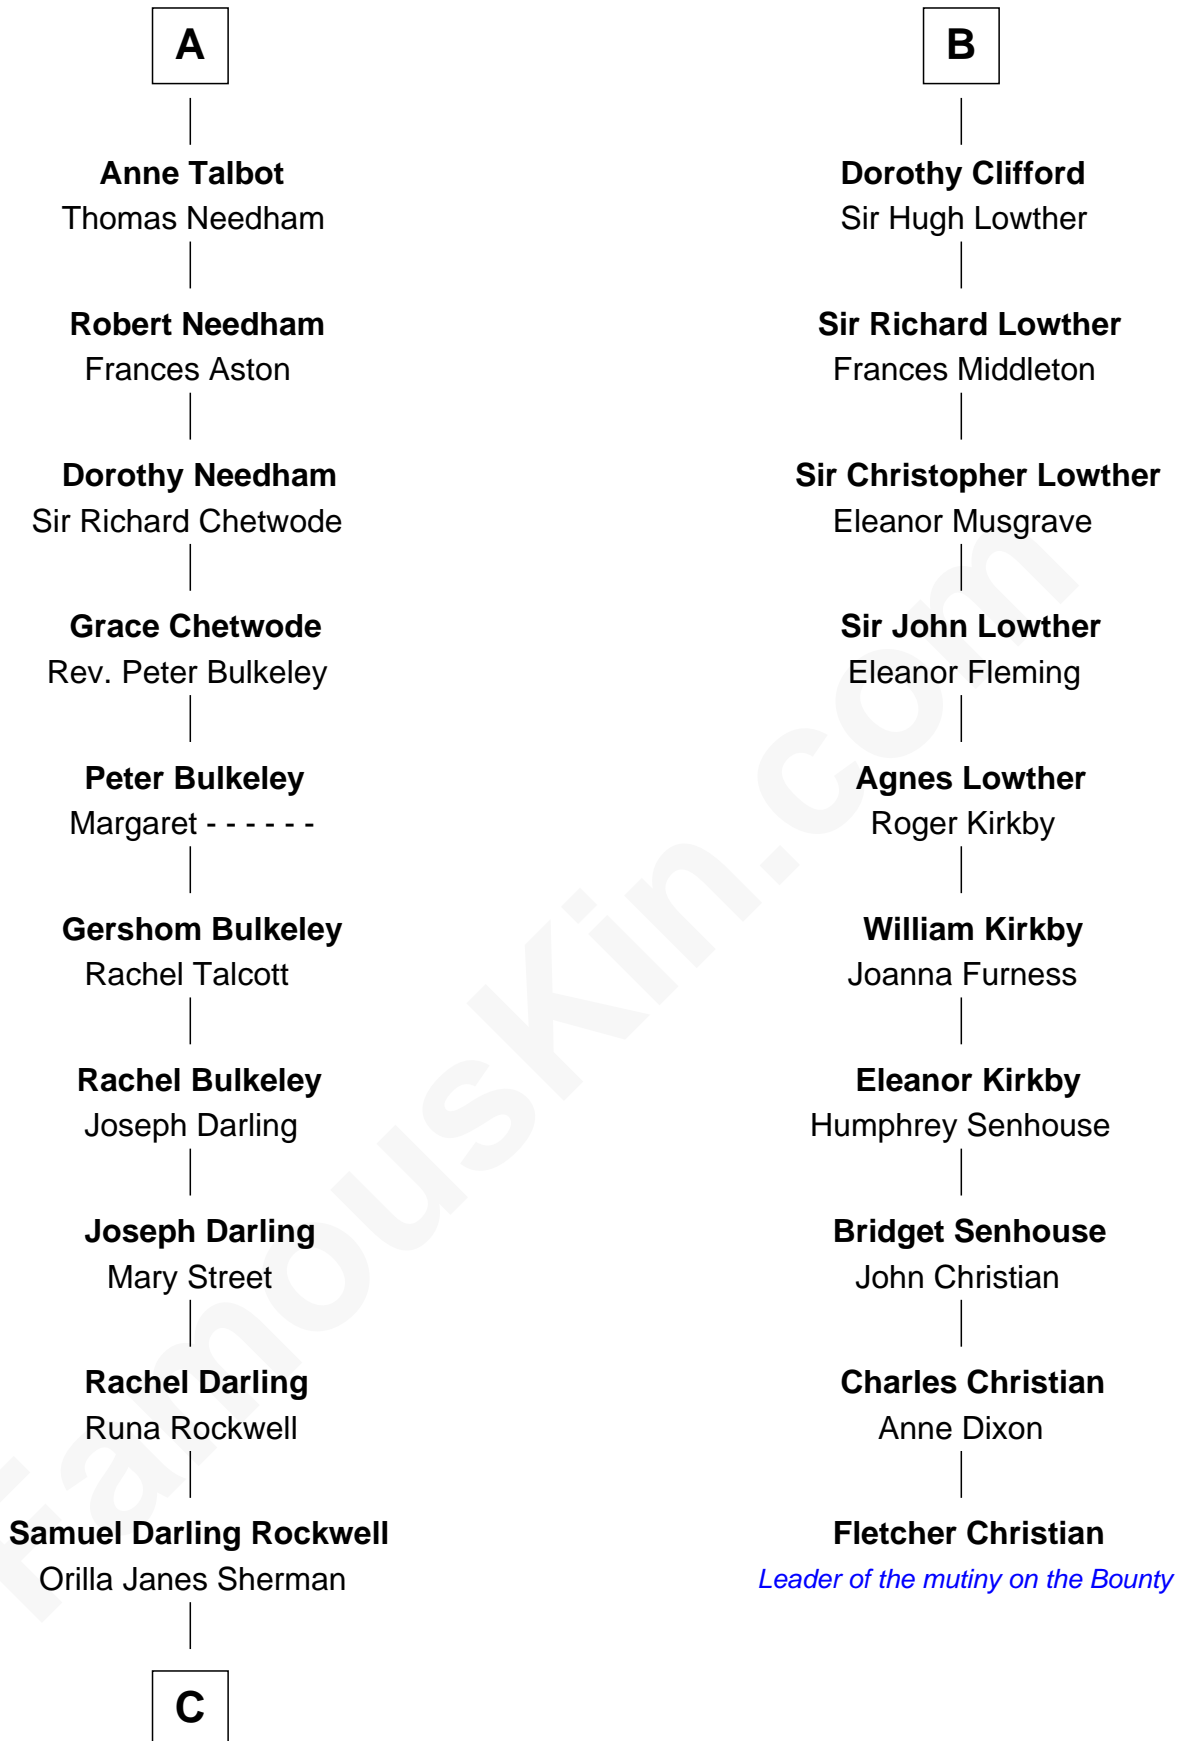 A
Anne Talbot
Thomas Needham
Robert Needham
Frances Aston
Dorothy Needham
Sir Richard Chetwode
Grace Chetwode
Rev. Peter Bulkeley
Peter Bulkeley
Margaret - - - - - -
Gershom Bulkeley
Rachel Talcott
Rachel Bulkeley
Joseph Darling
Joseph Darling
Mary Street
Rachel Darling
Runa Rockwell
Samuel Darling Rockwell
Orilla Janes Sherman
C
B
Dorothy Clifford
Sir Hugh Lowther
Sir Richard Lowther
Frances Middleton
Sir Christopher Lowther
Eleanor Musgrave
Sir John Lowther
Eleanor Fleming
Agnes Lowther
Roger Kirkby
William Kirkby
Joanna Furness
Eleanor Kirkby
Humphrey Senhouse
Bridget Senhouse
John Christian
Charles Christian
Anne Dixon
Fletcher Christian
Leader of the mutiny on the Bounty
FamousKin.com